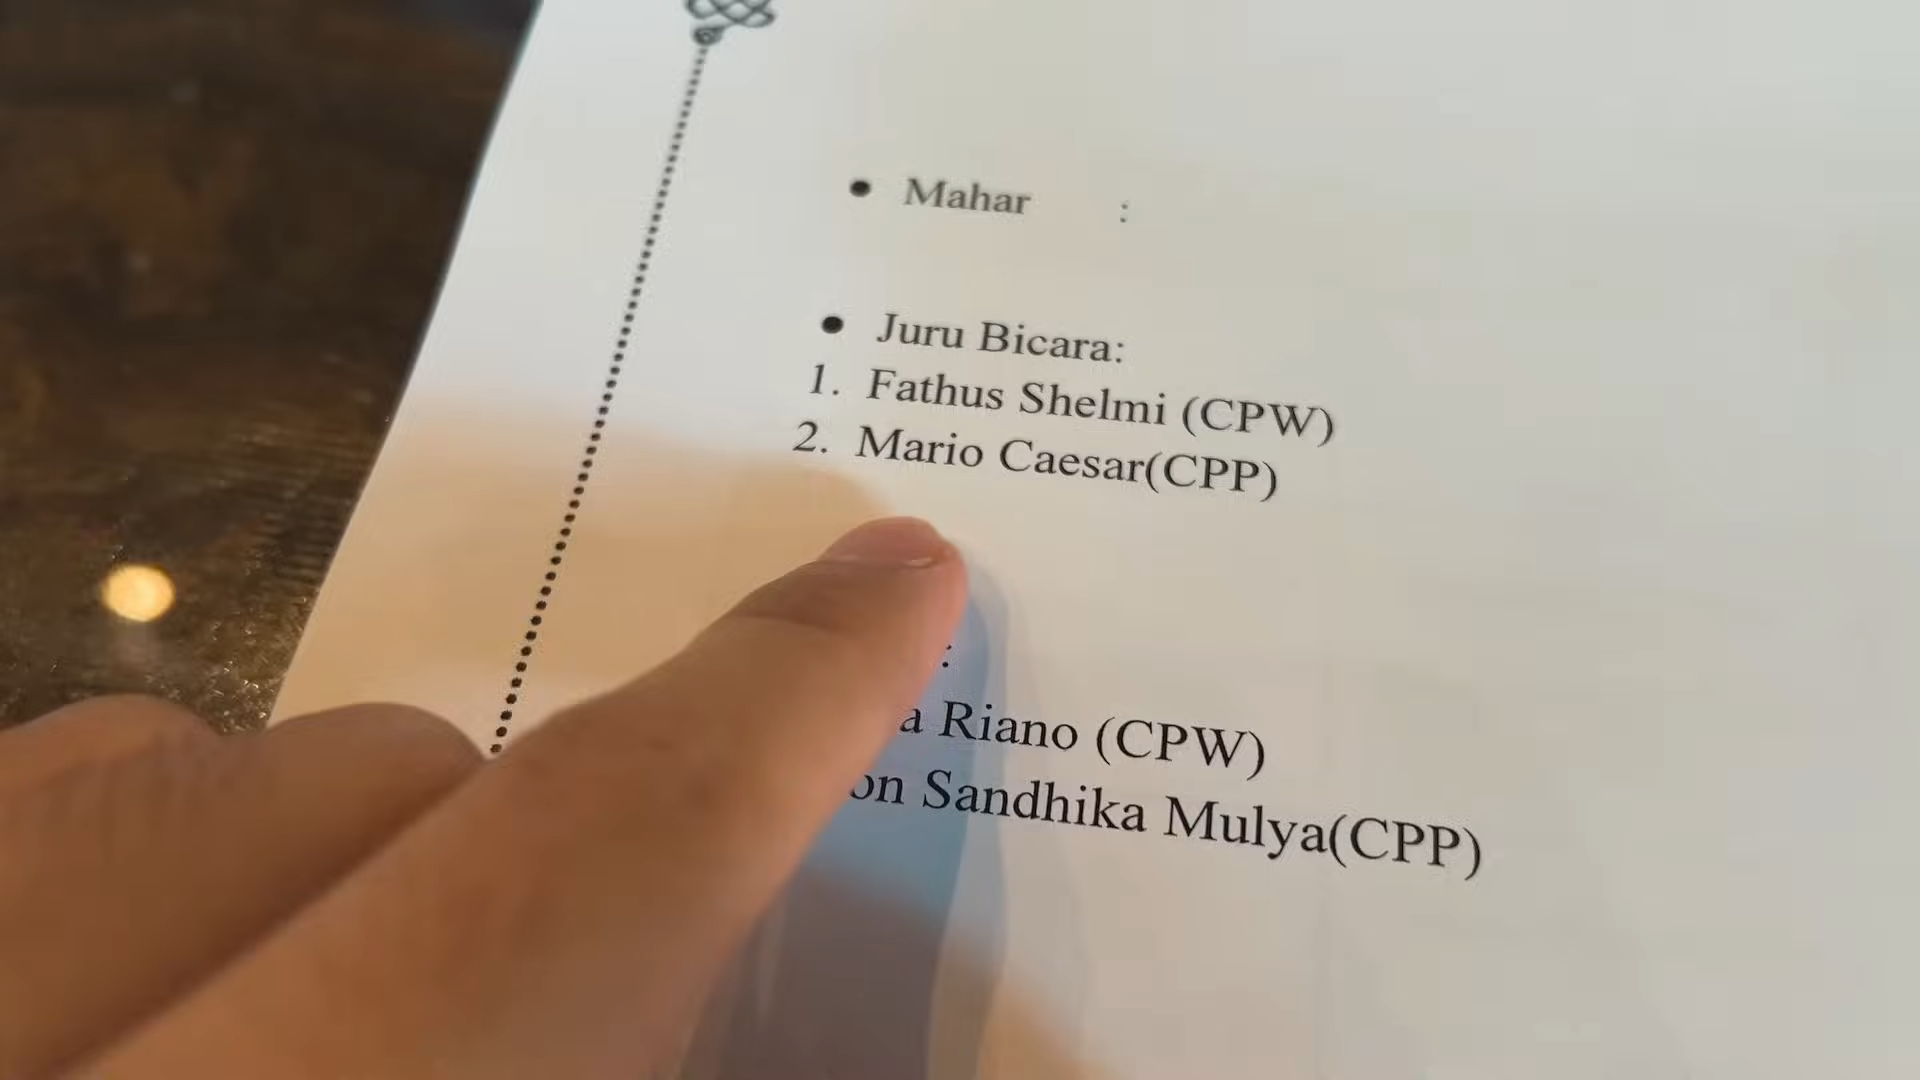 • Mahar :
• Juru Bicara:
1. Fathus Shelmi (CPW)
2. Mario Caesar(CPP)
:
Riano (CPW)
Sandhika Mulya(CPP)